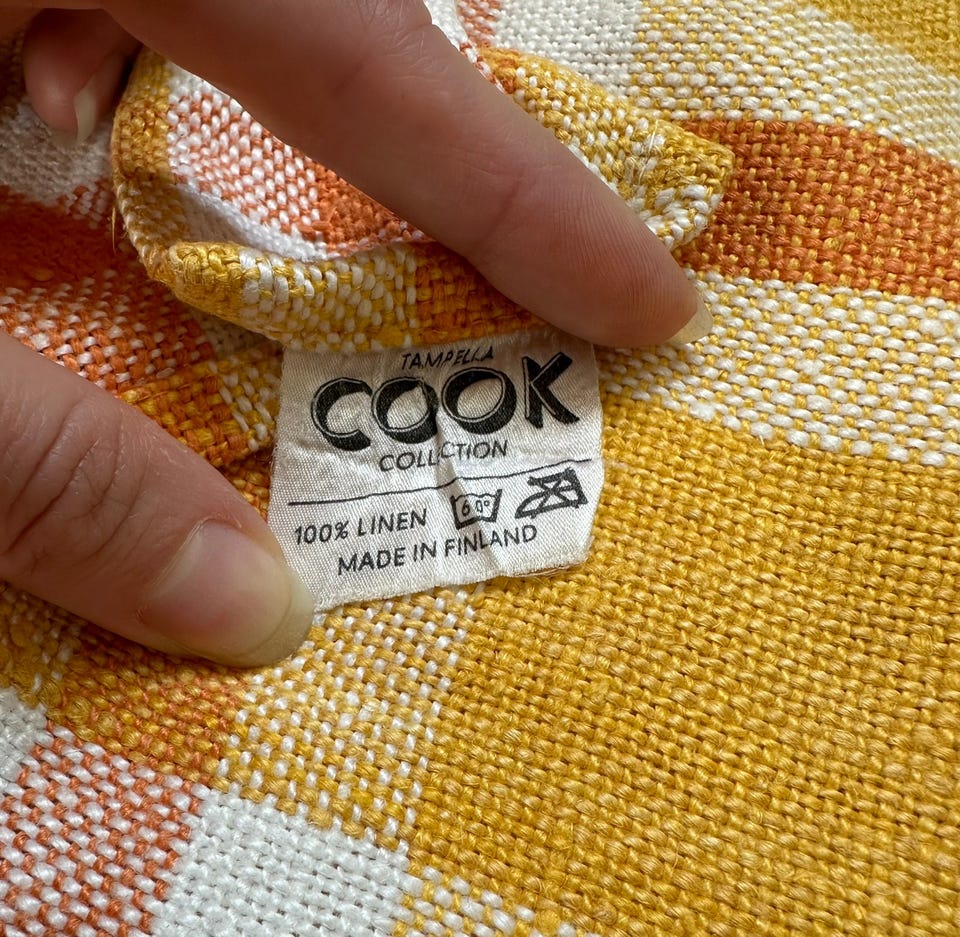 TAMPELLA
COOK
COLLECTION
100% LINEN 60°
MADE IN FINLAND